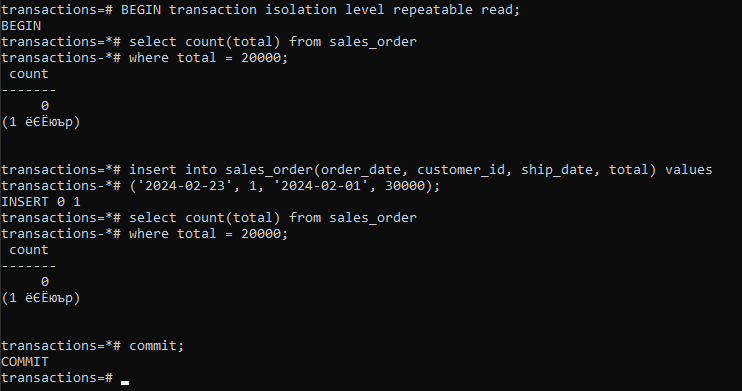 transactions=# BEGIN transaction isolation level repeatable read;
BEGIN
transactions=*# select count(total) from sales_order
transactions-*# where total = 20000;
count
-------
0
(1 ёЄЁюър)
transactions=*# insert into sales_order(order_date, customer_id, ship_date, total) values
transactions-*# ('2024-02-23', 1, '2024-02-01', 30000);
INSERT 0 1
transactions=*# select count(total) from sales_order
transactions-*# where total = 20000;
count
-------
0
(1 ёЄЁюър)
transactions=*# commit;
COMMIT
transactions=#